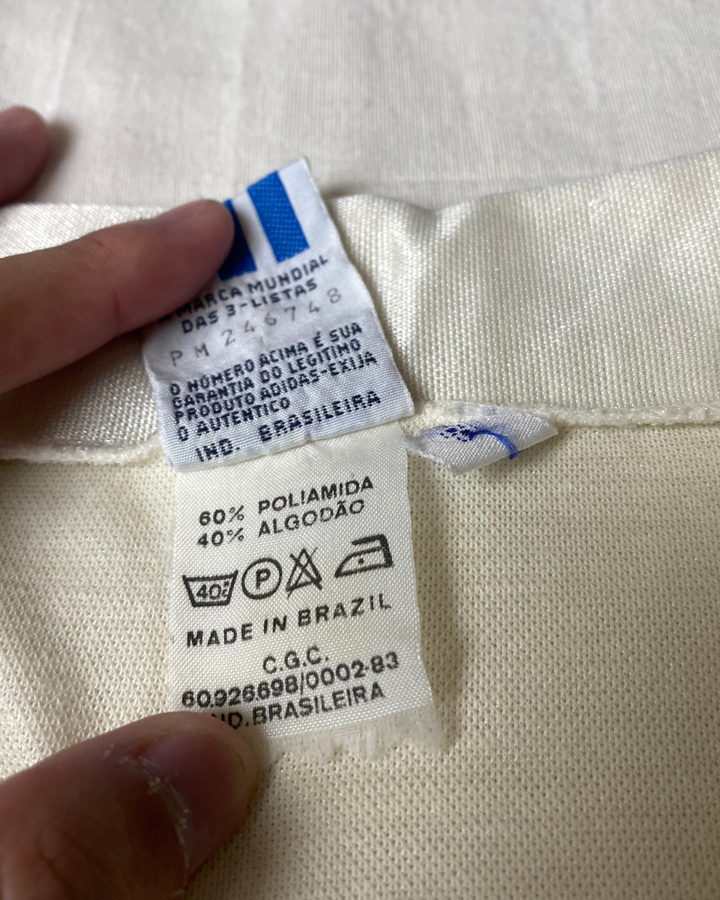 A MARCA MUNDIAL
DAS 3-LISTAS
PM 246748
O NÚMERO ACIMA É SUA
GARANTIA DO LEGÍTIMO
PRODUTO ADIDAS-EXIJA
O AUTÊNTICO
IND. BRASILEIRA
60% POLIAMIDA
40% ALGODÃO
40°
P
MADE IN BRAZIL
C.G.C.
60.926.698/0002-83
IND. BRASILEIRA